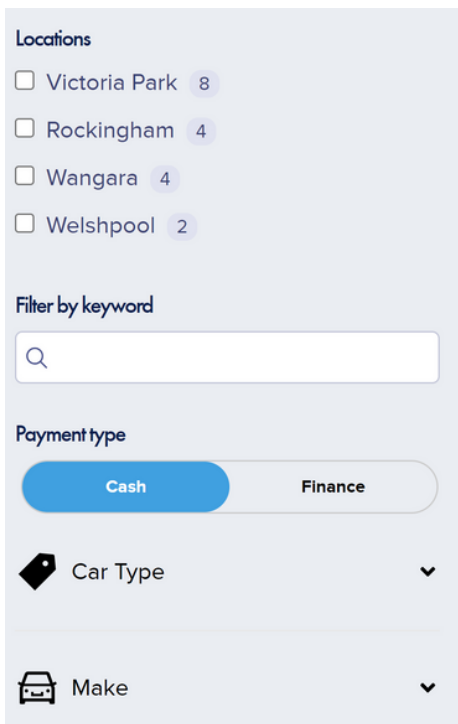 Locations
Victoria Park 8
Rockingham 4
Wangara 4
Welshpool 2
Filter by keyword
Payment type
Cash Finance
Car Type
Make